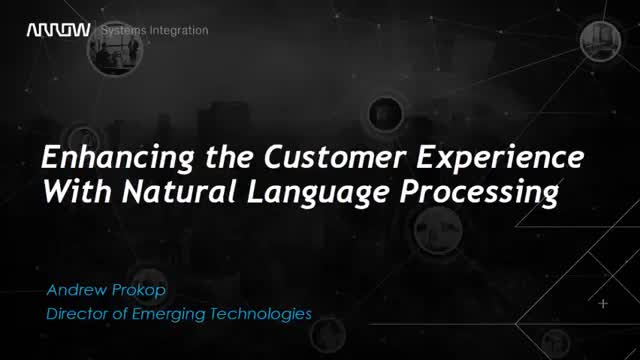 ARROW | Systems Integration
Enhancing the Customer Experience
With Natural Language Processing
Andrew Prokop
Director of Emerging Technologies